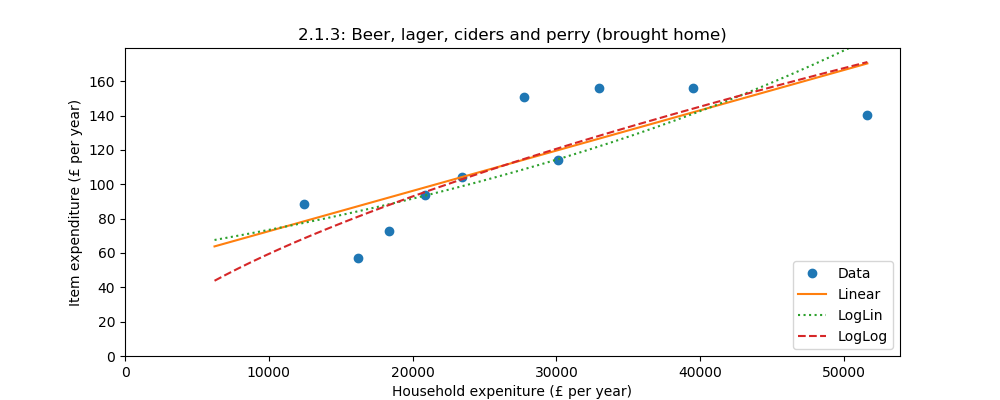 2.1.3: Beer, lager, ciders and perry (brought home)
Item expenditure (£ per year)
160
140
120
100
80
60
40
20
0
0 10000 20000 30000 40000 50000
Household expeniture (£ per year)
Data
Linear
LogLin
LogLog